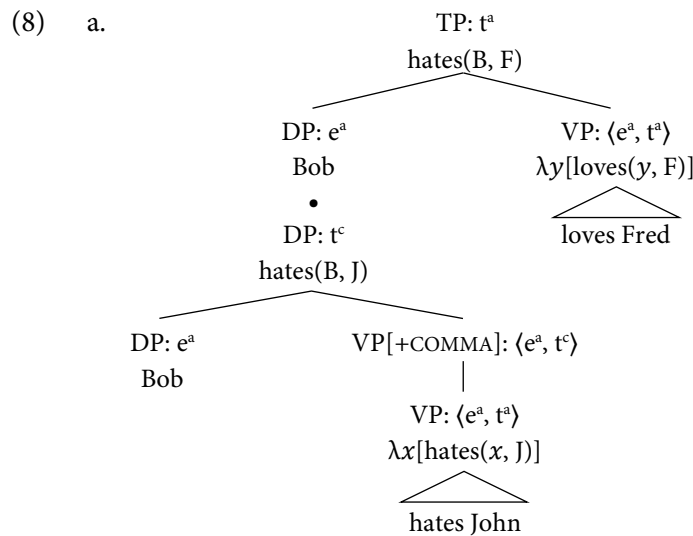 (8) a. TP: tᵃ
hates(B, F)
DP: eᵃ VP: ⟨eᵃ, tᵃ⟩
Bob λy[loves(y, F)]
•
DP: tᶜ loves Fred
hates(B, J)
DP: eᵃ VP[+COMMA]: ⟨eᵃ, tᶜ⟩
Bob
VP: ⟨eᵃ, tᵃ⟩
λx[hates(x, J)]
hates John